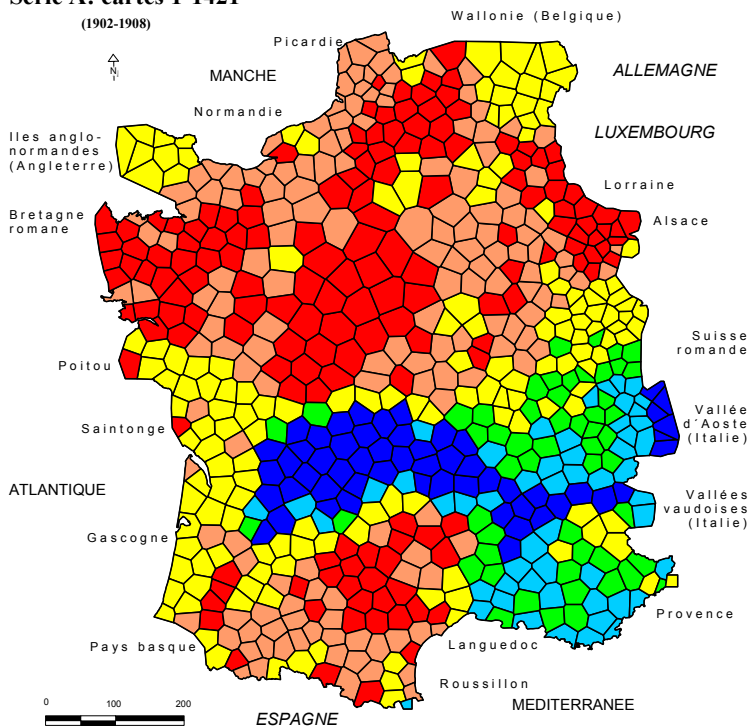 Série A: cartes 1-1421
(1902-1908)
Wallonie (Belgique)
Picardie
N
MANCHE
ALLEMAGNE
Normandie
LUXEMBOURG
Iles anglo-
normandes
(Angleterre)
Lorraine
Bretagne
romane
Alsace
Suisse
romande
Poitou
Vallée
d´Aoste
(Italie)
Saintonge
ATLANTIQUE
Vallées
vaudoises
(Italie)
Gascogne
Provence
Pays basque
Languedoc
Roussillon
MEDITERRANEE
0 100 200
ESPAGNE